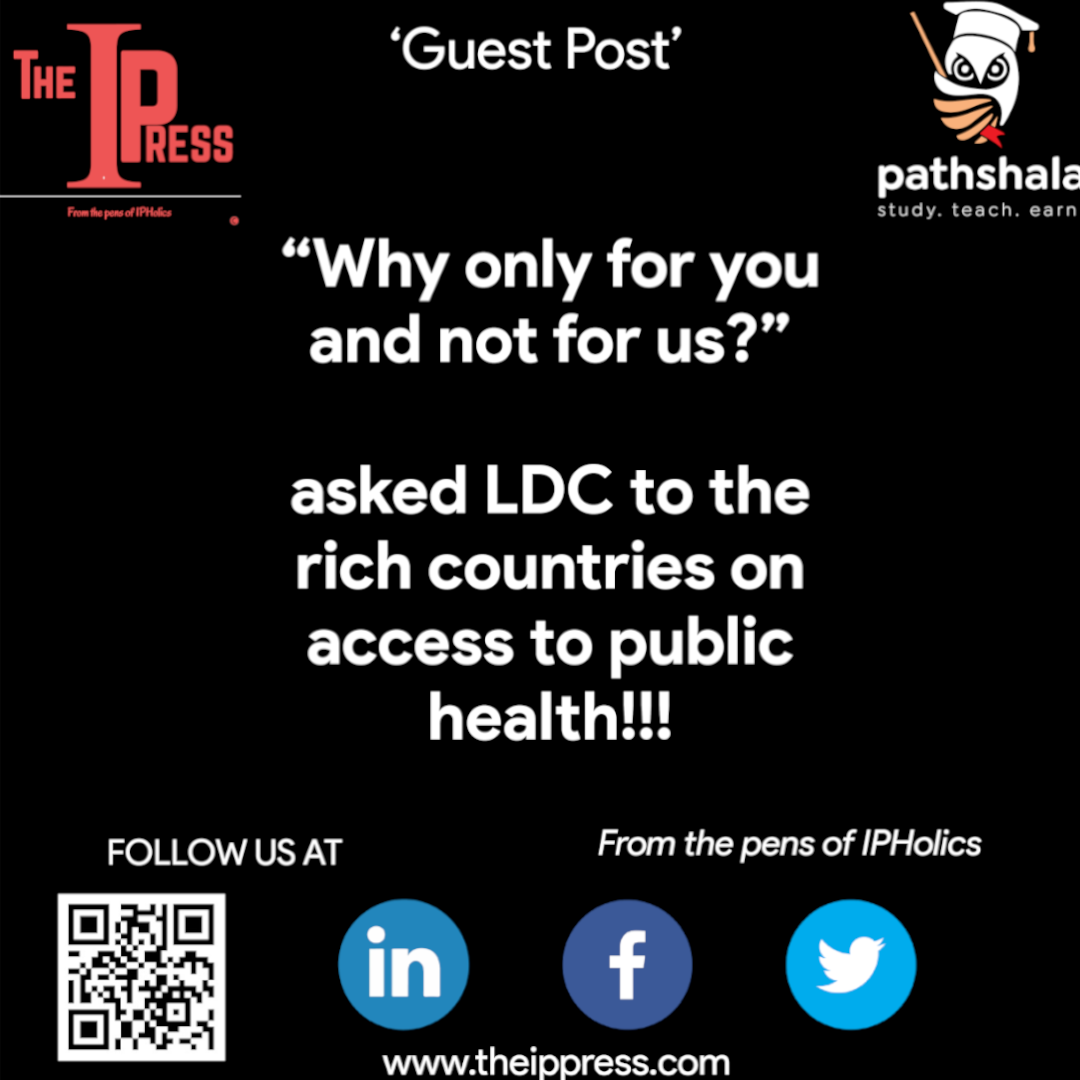 THE IPRESS
From the pens of IPHolics
‘Guest Post’
pathshala
study. teach. earn
“Why only for you
and not for us?”
asked LDC to the
rich countries on
access to public
health!!!
FOLLOW US AT
From the pens of IPHolics
in
f
www.theippress.com